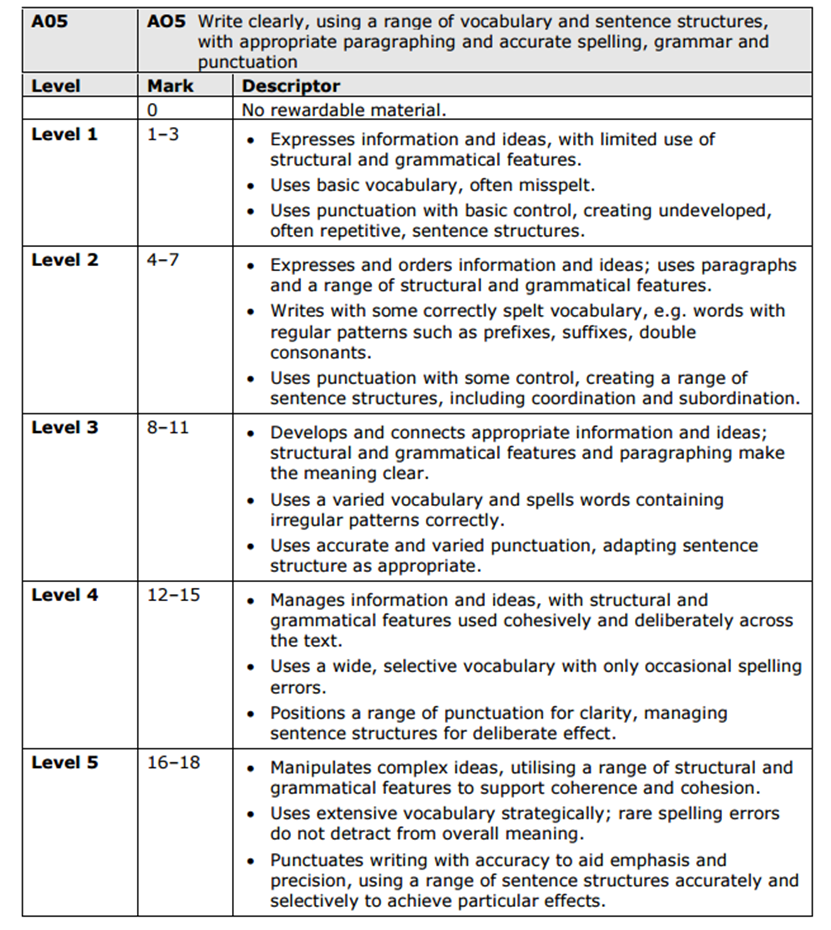 A05 AO5 Write clearly, using a range of vocabulary and sentence structures,
with appropriate paragraphing and accurate spelling, grammar and
punctuation
Level Mark Descriptor
0 No rewardable material.
Level 1 1–3 • Expresses information and ideas, with limited use of
structural and grammatical features.
• Uses basic vocabulary, often misspelt.
• Uses punctuation with basic control, creating undeveloped,
often repetitive, sentence structures.
Level 2 4–7 • Expresses and orders information and ideas; uses paragraphs
and a range of structural and grammatical features.
• Writes with some correctly spelt vocabulary, e.g. words with
regular patterns such as prefixes, suffixes, double
consonants.
• Uses punctuation with some control, creating a range of
sentence structures, including coordination and subordination.
Level 3 8–11 • Develops and connects appropriate information and ideas;
structural and grammatical features and paragraphing make
the meaning clear.
• Uses a varied vocabulary and spells words containing
irregular patterns correctly.
• Uses accurate and varied punctuation, adapting sentence
structure as appropriate.
Level 4 12–15 • Manages information and ideas, with structural and
grammatical features used cohesively and deliberately across
the text.
• Uses a wide, selective vocabulary with only occasional spelling
errors.
• Positions a range of punctuation for clarity, managing
sentence structures for deliberate effect.
Level 5 16–18 • Manipulates complex ideas, utilising a range of structural and
grammatical features to support coherence and cohesion.
• Uses extensive vocabulary strategically; rare spelling errors
do not detract from overall meaning.
• Punctuates writing with accuracy to aid emphasis and
precision, using a range of sentence structures accurately and
selectively to achieve particular effects.